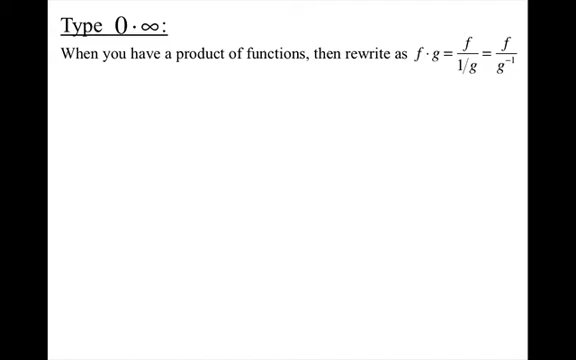 Type 0 · ∞:
When you have a product of functions, then rewrite as f · g = f / (1/g) = f / g⁻¹